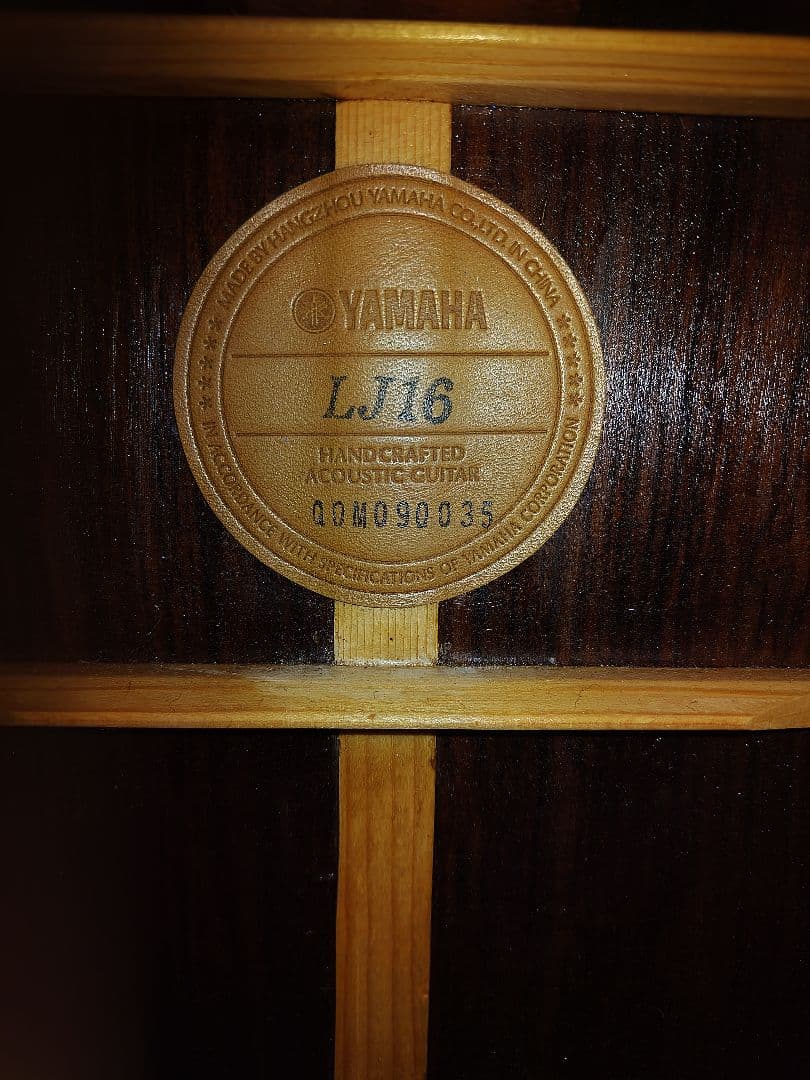 ★★★★★ MADE BY HANGZHOU YAMAHA CO.,LTD. IN CHINA ★★★★★
YAMAHA
LJ16
HANDCRAFTED
ACOUSTIC GUITAR
QOM090035
IN ACCORDANCE WITH SPECIFICATIONS OF YAMAHA CORPORATION